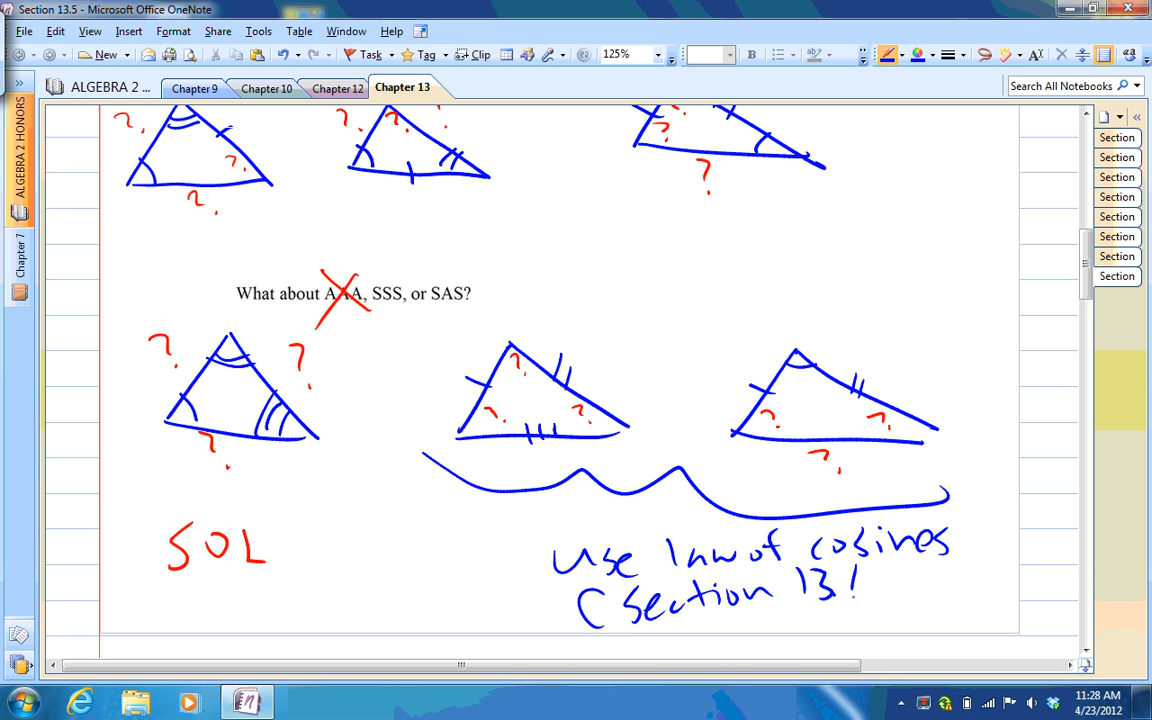 Section 13.5 - Microsoft Office OneNote
File Edit View Insert Format Share Tools Table Window Help
New Task Tag Clip 125% B
ALGEBRA 2 ... Chapter 9 Chapter 10 Chapter 12 Chapter 13 Search All Notebooks
ALGEBRA 2 HONORS
Chapter 7
Section
Section
Section
Section
Section
Section
Section
Section
? ? ? ? ? ? ? ?
? ?
What about AAA, SSS, or SAS?
? ? ? ? ? ? ? ? ?
SOL
Use law of cosines
(Section 13!
11:28 AM
4/23/2012